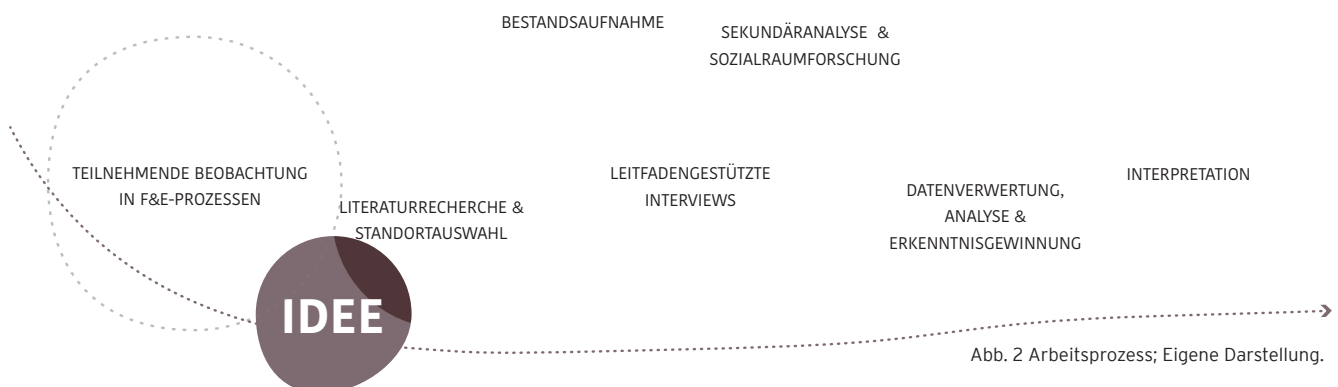 BESTANDSAUFNAHME
SEKUNDÄRANALYSE &
SOZIALRAUMFORSCHUNG
TEILNEHMENDE BEOBACHTUNG
IN F&E-PROZESSEN
LITERATURRECHERCHE &
STANDORTAUSWAHL
LEITFADENGESTÜTZTE
INTERVIEWS
DATENVERWERTUNG,
ANALYSE &
ERKENNTNISGEWINNUNG
INTERPRETATION
IDEE
Abb. 2 Arbeitsprozess; Eigene Darstellung.